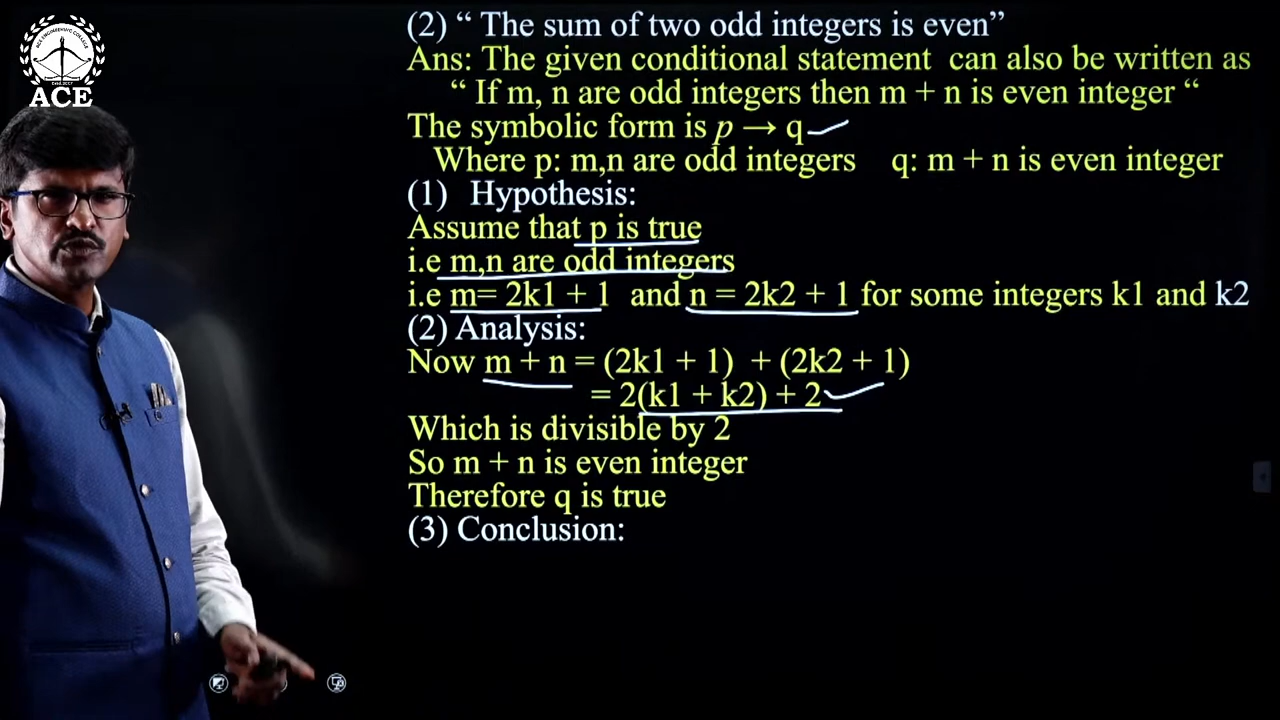 ACE ENGINEERING COLLEGE
ACE
(2) “ The sum of two odd integers is even”
Ans: The given conditional statement can also be written as
“ If m, n are odd integers then m + n is even integer “
The symbolic form is p → q
Where p: m,n are odd integers q: m + n is even integer
(1) Hypothesis:
Assume that p is true
i.e m,n are odd integers
i.e m= 2k1 + 1 and n = 2k2 + 1 for some integers k1 and k2
(2) Analysis:
Now m + n = (2k1 + 1) + (2k2 + 1)
= 2(k1 + k2) + 2
Which is divisible by 2
So m + n is even integer
Therefore q is true
(3) Conclusion: